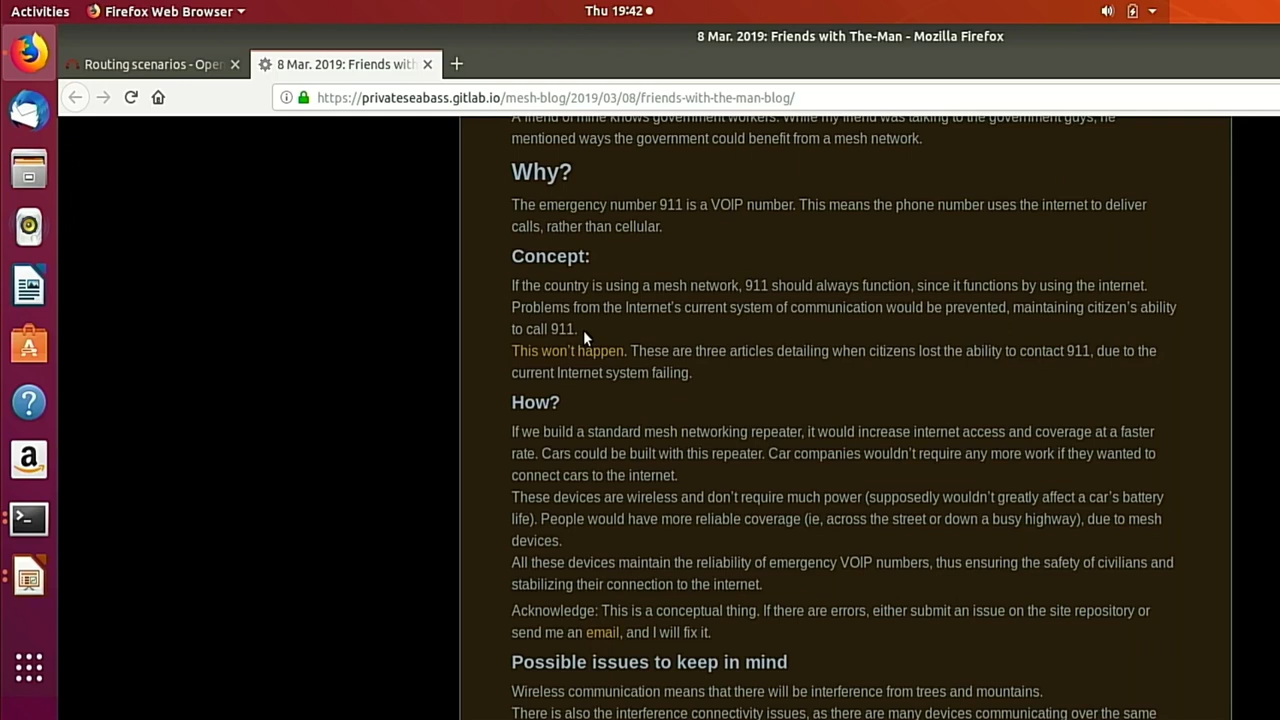 Activities
Firefox Web Browser
Thu 19:42
8 Mar. 2019: Friends with The-Man - Mozilla Firefox
Routing scenarios - Open
8 Mar. 2019: Friends with
https://privateseabass.gitlab.io/mesh-blog/2019/03/08/friends-with-the-man-blog/
A friend of mine knows government workers. While my friend was talking to the government guys, he
mentioned ways the government could benefit from a mesh network.
Why?
The emergency number 911 is a VOIP number. This means the phone number uses the internet to deliver
calls, rather than cellular.
Concept:
If the country is using a mesh network, 911 should always function, since it functions by using the internet.
Problems from the Internet's current system of communication would be prevented, maintaining citizen's ability
to call 911.
This won't happen. These are three articles detailing when citizens lost the ability to contact 911, due to the
current Internet system failing.
How?
If we build a standard mesh networking repeater, it would increase internet access and coverage at a faster
rate. Cars could be built with this repeater. Car companies wouldn't require any more work if they wanted to
connect cars to the internet.
These devices are wireless and don't require much power (supposedly wouldn't greatly affect a car's battery
life). People would have more reliable coverage (ie, across the street or down a busy highway), due to mesh
devices.
All these devices maintain the reliability of emergency VOIP numbers, thus ensuring the safety of civilians and
stabilizing their connection to the internet.
Acknowledge: This is a conceptual thing. If there are errors, either submit an issue on the site repository or
send me an email, and I will fix it.
Possible issues to keep in mind
Wireless communication means that there will be interference from trees and mountains.
There is also the interference connectivity issues, as there are many devices communicating over the same